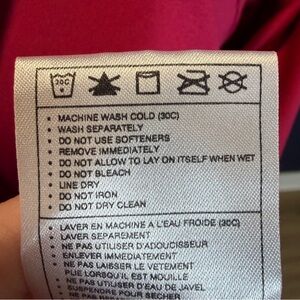 30C
• MACHINE WASH COLD (30C)
• WASH SEPARATELY
• DO NOT USE SOFTENERS
• REMOVE IMMEDIATELY
• DO NOT ALLOW TO LAY ON ITSELF WHEN WET
• DO NOT BLEACH
• LINE DRY
• DO NOT IRON
• DO NOT DRY CLEAN
• LAVER EN MACHINE A L'EAU FROIDE (30C)
• LAVER SEPAREMENT
• NE PAS UTILISER D'ADOUCISSEUR
• ENLEVER IMMEDIATEMENT
• NE PAS LAISSER LE VETEMENT
PLIE LORSQU'IL EST MOUILLE
• NE PAS UTILISER D'EAU DE JAVEL
• SUSPENDRE POUR SECHER
• NE PAS